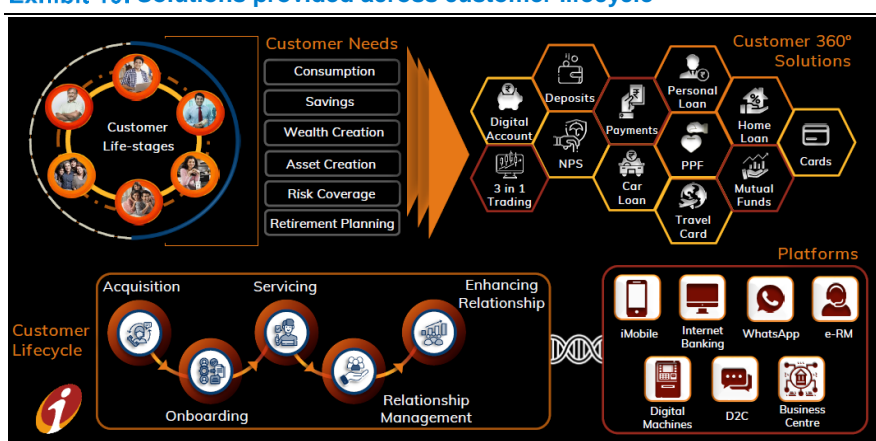 Exhibit 10: Solutions provided across customer lifecycle
Customer Needs
Customer
Life-stages
Consumption
Savings
Wealth Creation
Asset Creation
Risk Coverage
Retirement Planning
Customer 360°
Solutions
Digital
Account
Deposits
Payments
Personal
Loan
Home
Loan
Cards
3 in 1
Trading
NPS
Car
Loan
PPF
Mutual
Funds
Travel
Card
Customer
Lifecycle
Acquisition
Onboarding
Servicing
Relationship
Management
Enhancing
Relationship
Platforms
iMobile
Internet
Banking
WhatsApp
e-RM
Digital
Machines
D2C
Business
Centre